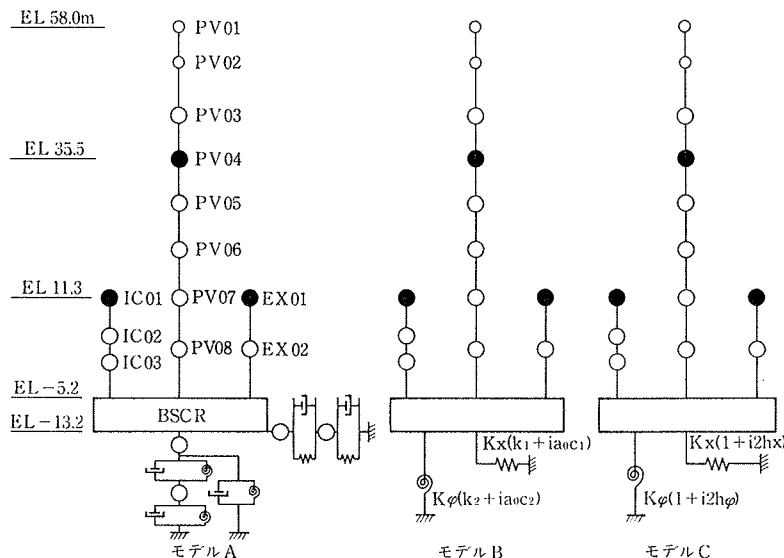 EL 58.0m
PV01
PV02
PV03
EL 35.5
PV04
PV05
PV06
EL 11.3
IC01
PV07
EX01
IC02
IC03
PV08
EX02
EL−5.2
EL−13.2
BSCR
Kx(k₁+ia₀c₁)
Kx(1+i2hx)
Kφ(k₂+ia₀c₂)
Kφ(1+i2hφ)
モデルA
モデルB
モデルC